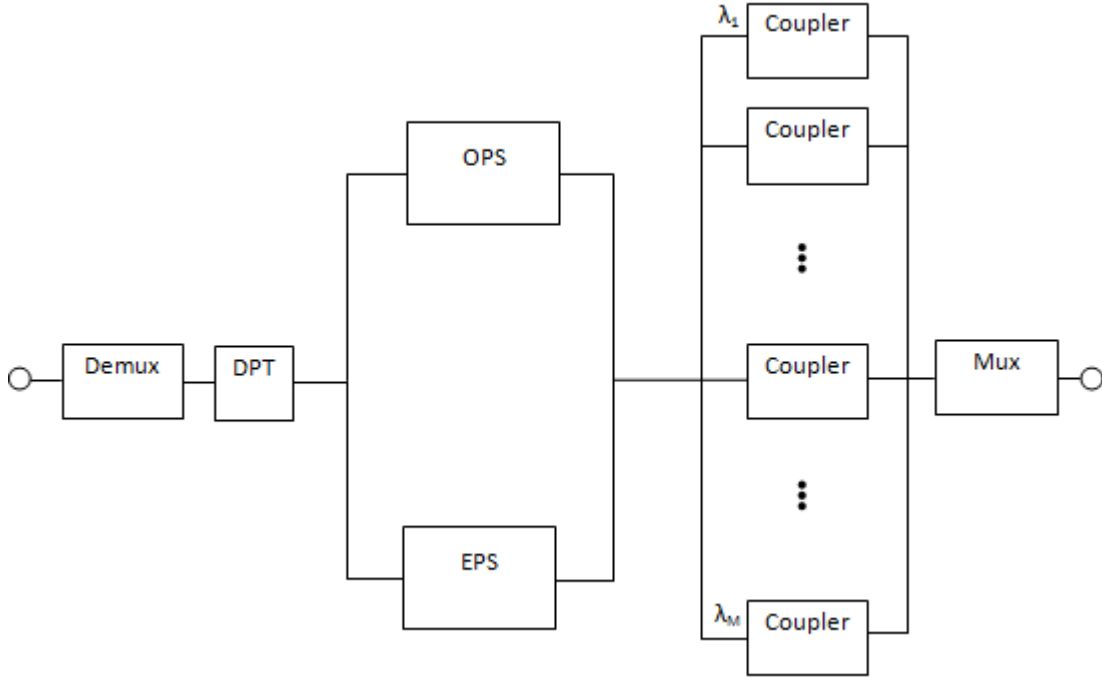 λ₁
Coupler
Coupler
OPS
Demux
DPT
Coupler
Mux
EPS
λM
Coupler